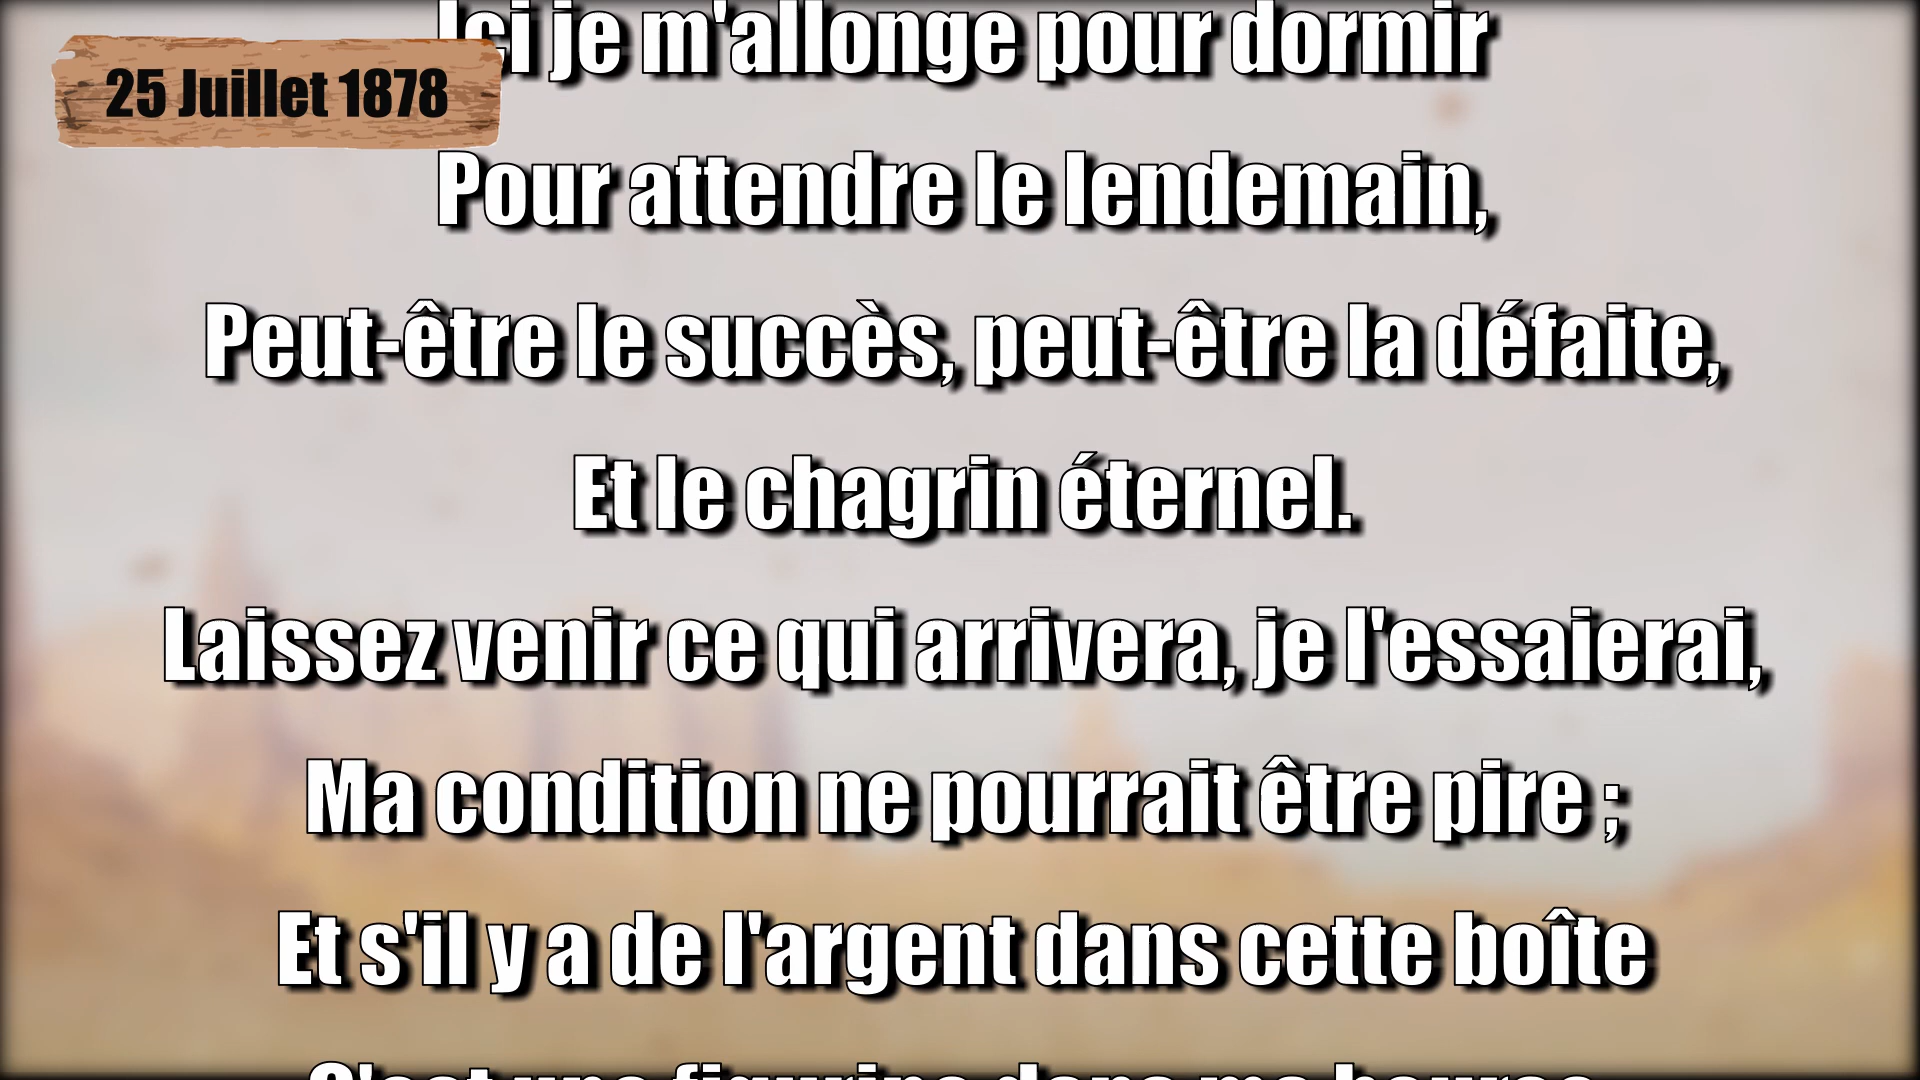 Ici je m'allonge pour dormir
25 Juillet 1878
Pour attendre le lendemain,
Peut-être le succès, peut-être la défaite,
Et le chagrin éternel.
Laissez venir ce qui arrivera, je l'essaierai,
Ma condition ne pourrait être pire ;
Et s'il y a de l'argent dans cette boîte